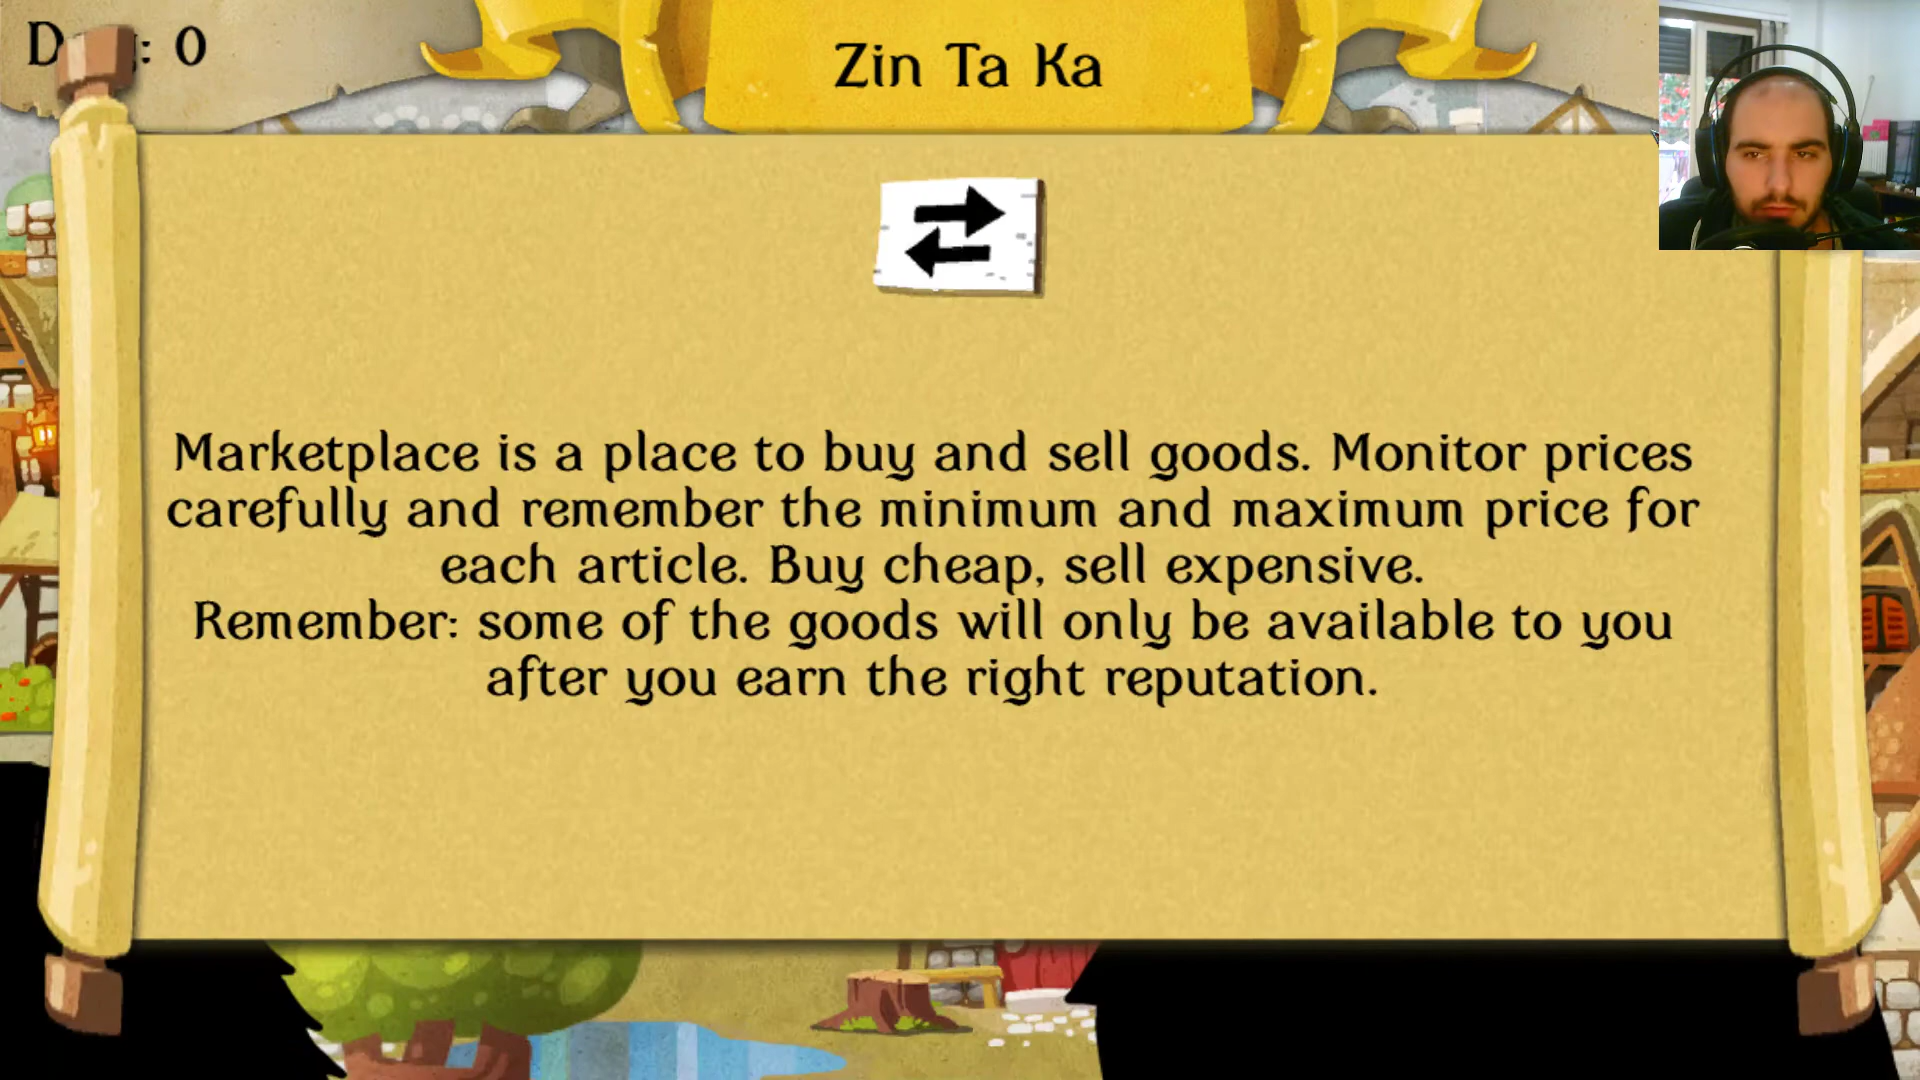 : 0
Zin Ta Ka
Marketplace is a place to buy and sell goods. Monitor prices
carefully and remember the minimum and maximum price for
each article. Buy cheap, sell expensive.
Remember: some of the goods will only be available to you
after you earn the right reputation.